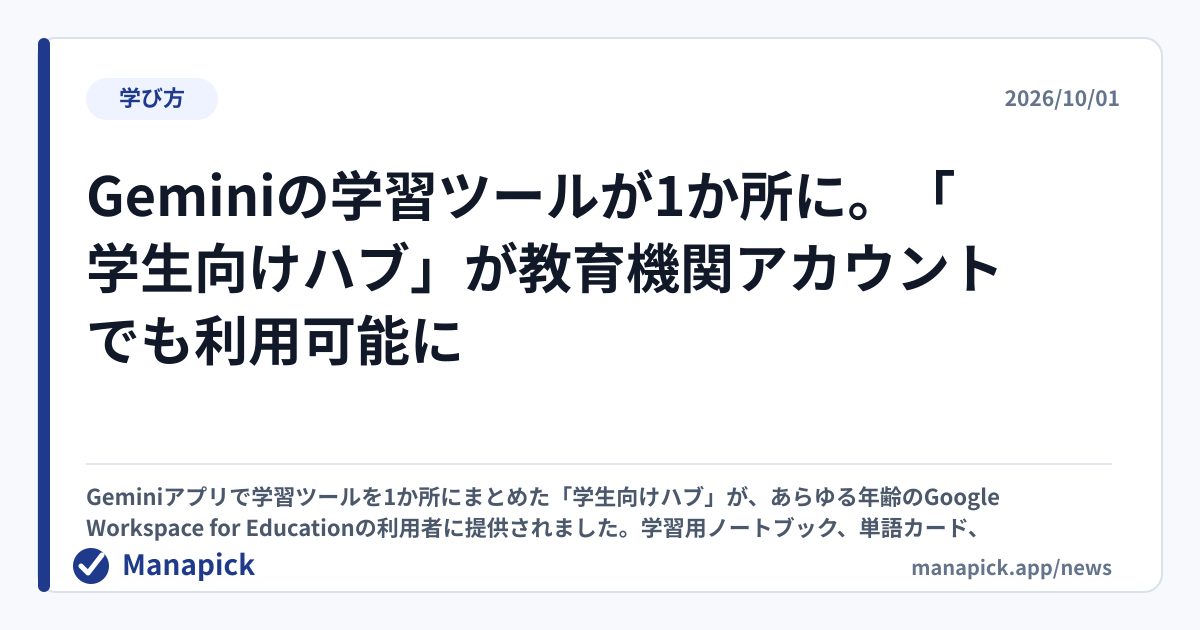 学び方
2026/10/01
Geminiの学習ツールが1か所に。「
学生向けハブ」が教育機関アカウント
でも利用可能に
Geminiアプリで学習ツールを1か所にまとめた「学生向けハブ」が、あらゆる年齢のGoogle
Workspace for Educationの利用者に提供されました。学習用ノートブック、単語カード、
Manapick
manapick.app/news